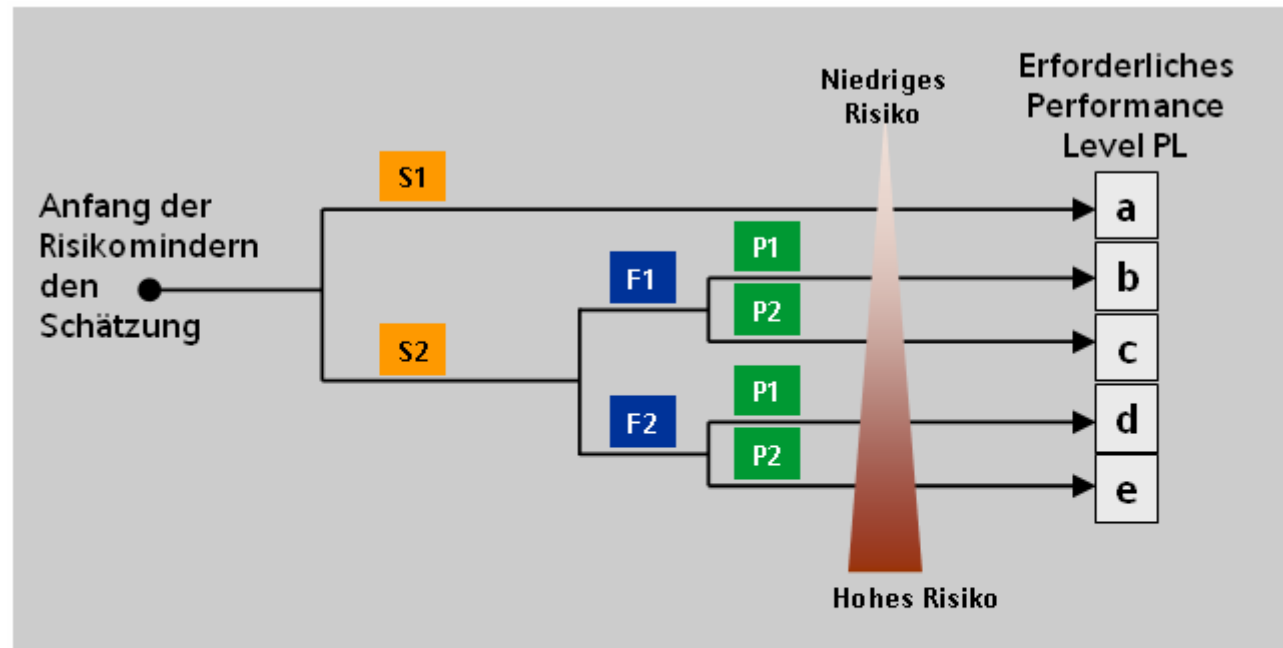 Anfang der
Risikomindern
den
Schätzung
S1
S2
F1
F2
P1
P2
P1
P2
Niedriges
Risiko
Hohes Risiko
Erforderliches
Performance
Level PL
a
b
c
d
e